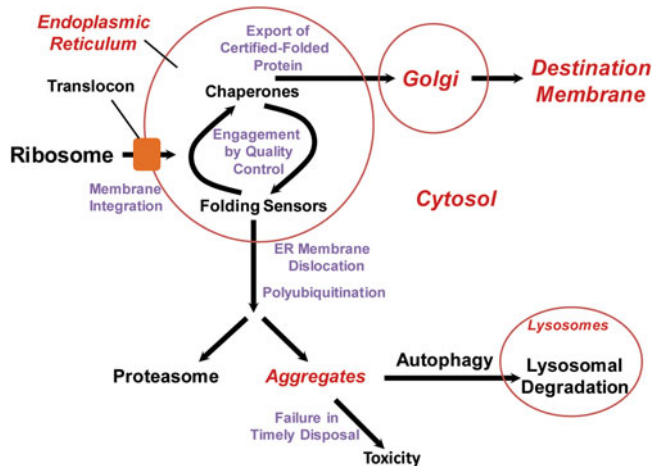 Endoplasmic
Reticulum
Export of
Certified-Folded
Protein
Golgi
Destination
Membrane
Translocon
Chaperones
Ribosome
Engagement
by Quality
Control
Membrane
Integration
Folding Sensors
Cytosol
ER Membrane
Dislocation
Polyubiquitination
Lysosomes
Proteasome
Aggregates
Autophagy
Lysosomal
Degradation
Failure in
Timely Disposal
Toxicity